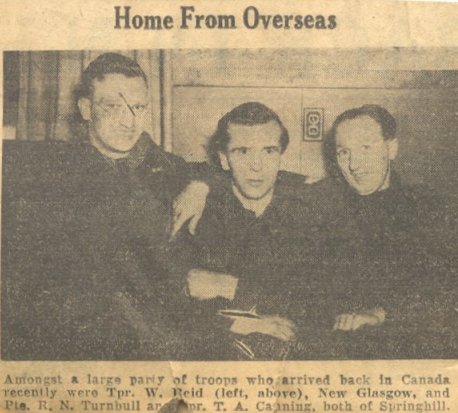 Home From Overseas
Amongst a large party of troops who arrived back in Canada
recently were Tpr. W. Reid (left, above), New Glasgow, and
Pte. R. N. Turnbull and pr. T. A. Canning, both of Springhill.